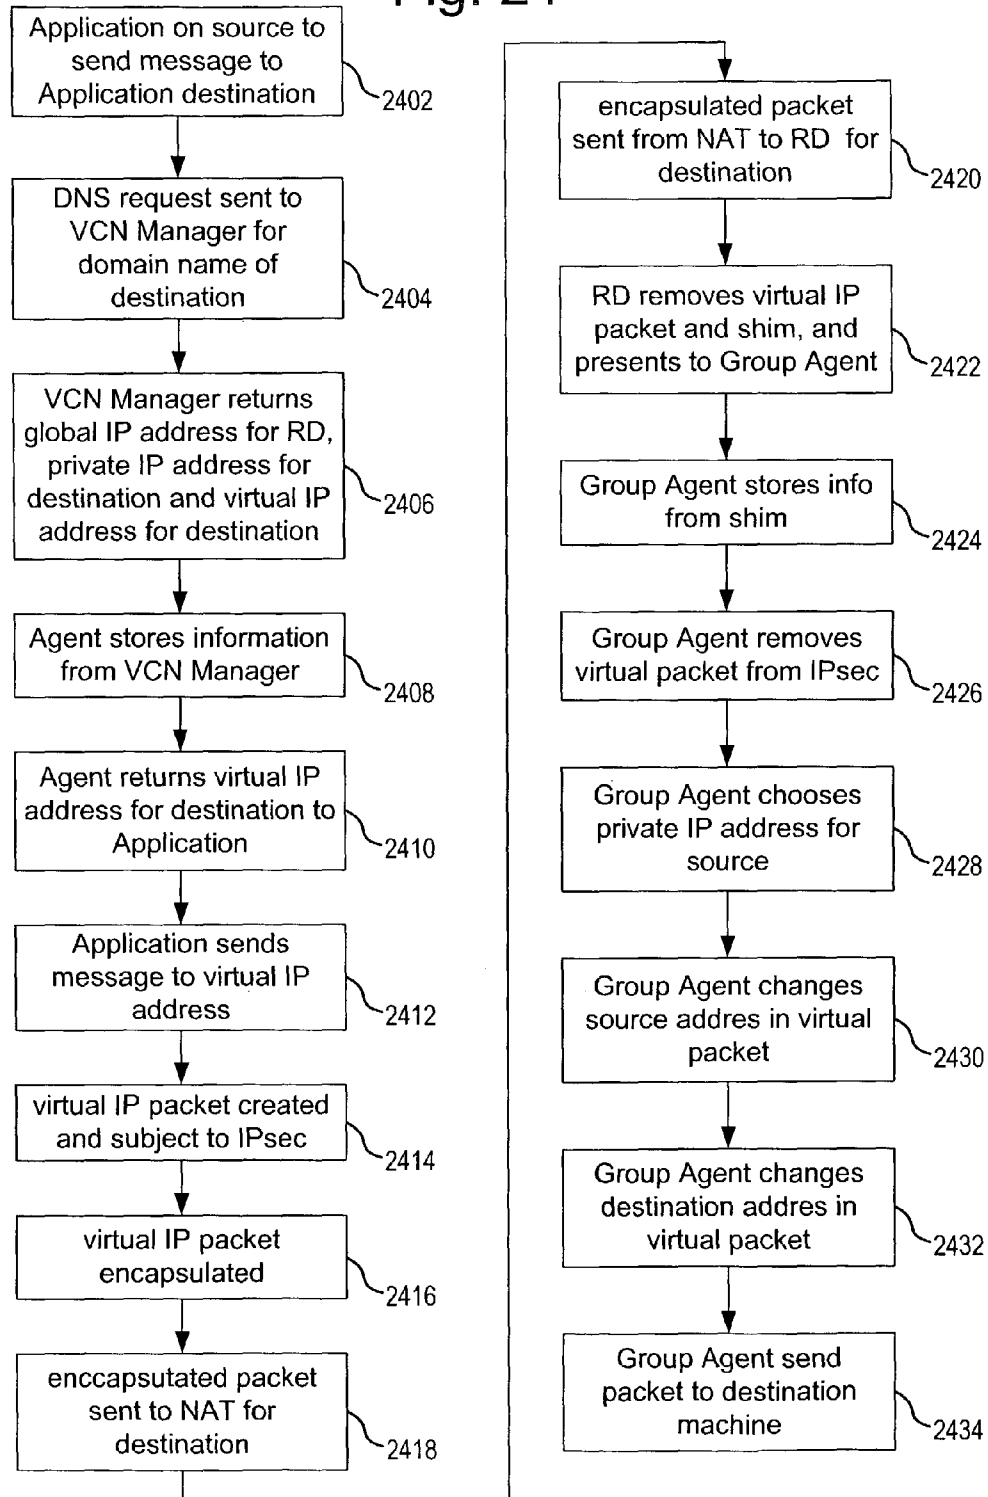 Fig. 24
Application on source to
send message to
Application destination
2402
DNS request sent to
VCN Manager for
domain name of
destination
2404
VCN Manager returns
global IP address for RD,
private IP address for
destination and virtual IP
address for destination
2406
Agent stores information
from VCN Manager
2408
Agent returns virtual IP
address for destination to
Application
2410
Application sends
message to virtual IP
address
2412
virtual IP packet created
and subject to IPsec
2414
virtual IP packet
encapsulated
2416
enccapsutated packet
sent to NAT for
destination
2418
encapsulated packet
sent from NAT to RD for
destination
2420
RD removes virtual IP
packet and shim, and
presents to Group Agent
2422
Group Agent stores info
from shim
2424
Group Agent removes
virtual packet from IPsec
2426
Group Agent chooses
private IP address for
source
2428
Group Agent changes
source addres in virtual
packet
2430
Group Agent changes
destination addres in
virtual packet
2432
Group Agent send
packet to destination
machine
2434